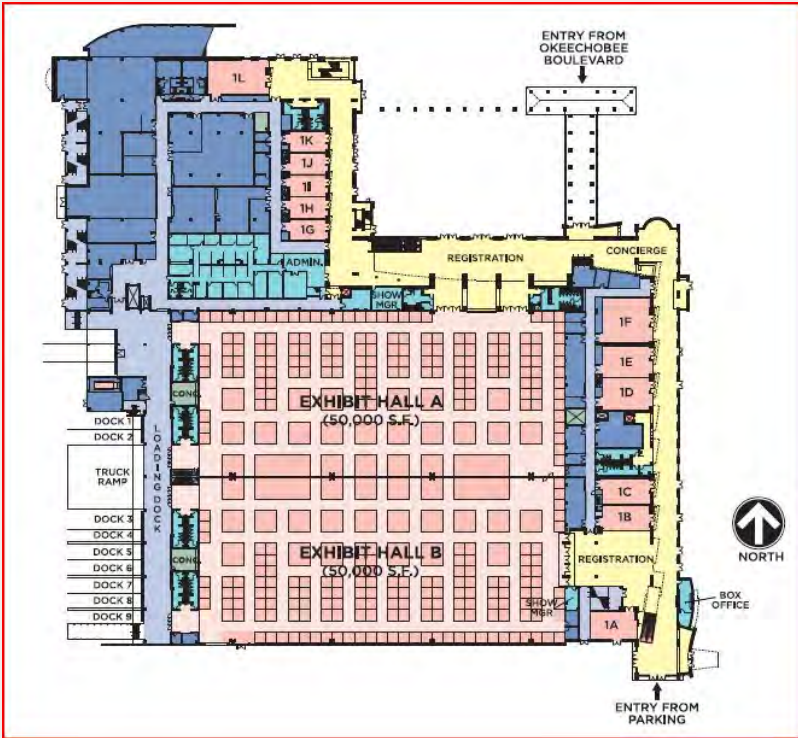 ENTRY FROM
OKEECHOBEE
BOULEVARD
1L
1K
1J
1I
1H
1G
ADMIN.
REGISTRATION
CONCIERGE
SHOW
MGR
1F
1E
1D
1C
1B
CONC.
EXHIBIT HALL A
(50,000 S.F.)
DOCK 1
DOCK 2
TRUCK
RAMP
LOADING DOCK
DOCK 3
DOCK 4
DOCK 5
DOCK 6
DOCK 7
DOCK 8
DOCK 9
CONC.
EXHIBIT HALL B
(50,000 S.F.)
REGISTRATION
SHOW
MGR
1A
BOX
OFFICE
NORTH
ENTRY FROM
PARKING